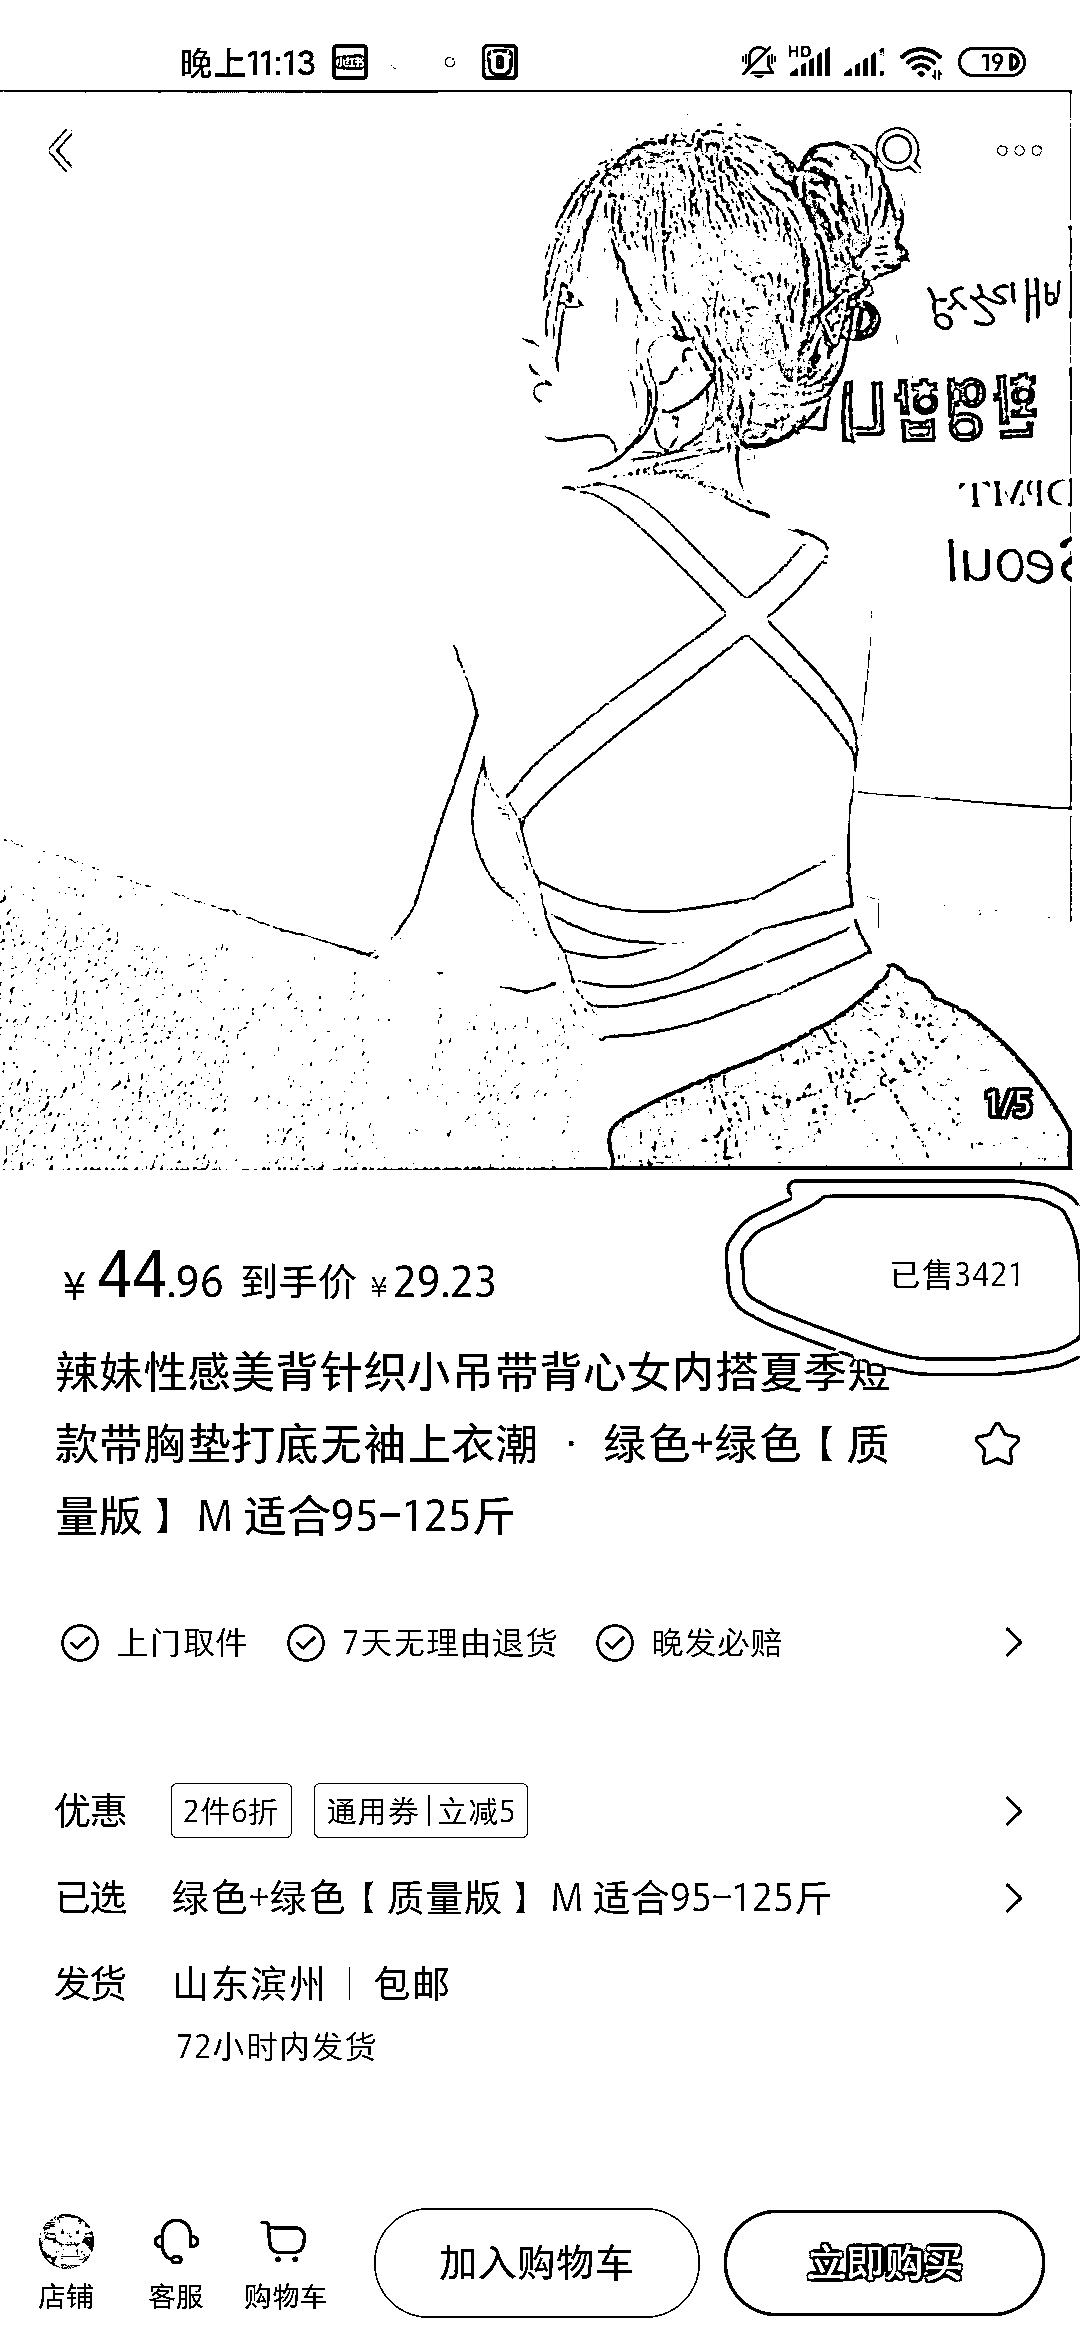 晚上11:13 小红书
HD 19
Seoul
1/5
¥44.96 到手价 ¥29.23
已售3421
辣妹性感美背针织小吊带背心女内搭夏季短
款带胸垫打底无袖上衣潮 · 绿色+绿色【质
量版】M 适合95-125斤
上门取件 7天无理由退货 晚发必赔
优惠 2件6折 通用券|立减5
已选 绿色+绿色【质量版】M 适合95-125斤
发货 山东滨州 | 包邮
72小时内发货
店铺 客服 购物车 加入购物车 立即购买